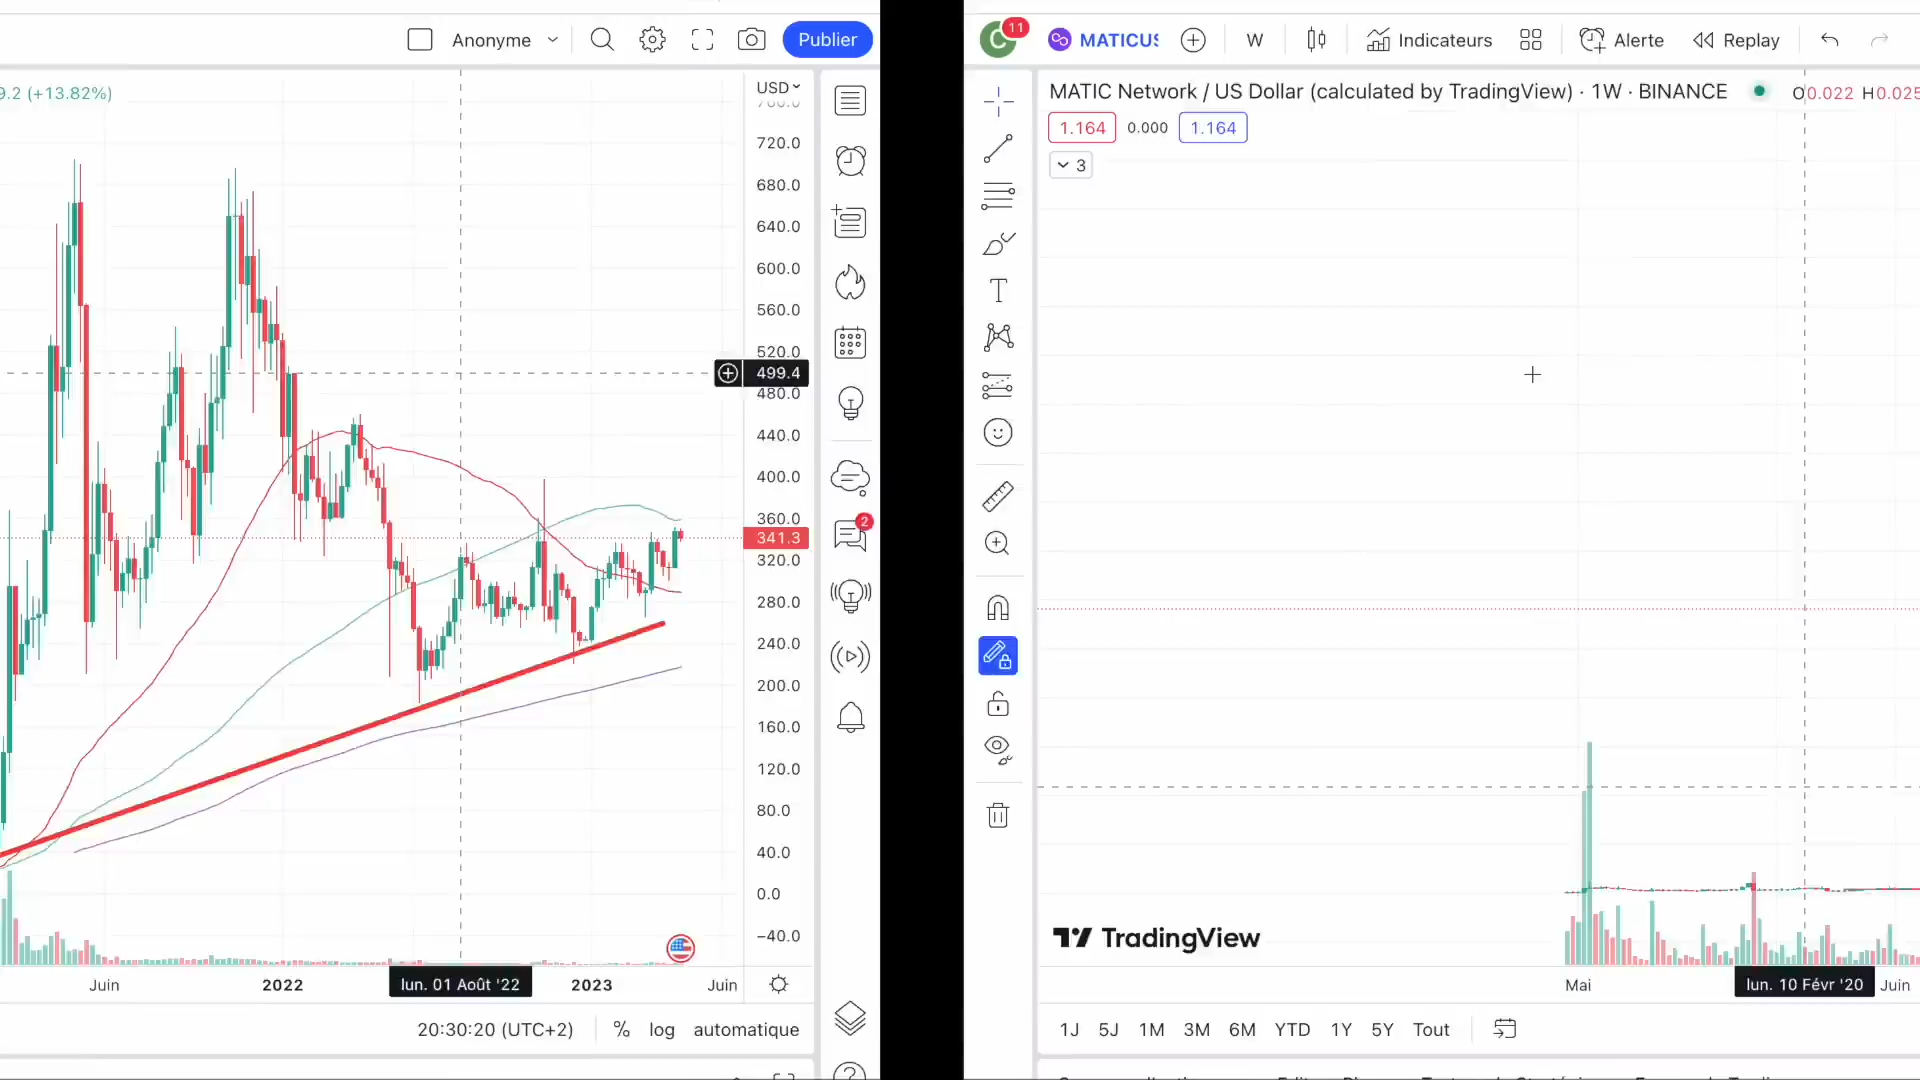 Anonyme
Publier
9.2 (+13.82%)
USD
720.0
680.0
640.0
600.0
560.0
520.0
499.4
480.0
440.0
400.0
360.0
341.3
320.0
280.0
240.0
200.0
160.0
120.0
80.0
40.0
0.0
−40.0
2
Juin
2022
lun. 01 Août '22
2023
Juin
20:30:20 (UTC+2)
%
log
automatique
C
11
MATICUS
W
Indicateurs
Alerte
Replay
MATIC Network / US Dollar (calculated by TradingView) · 1W · BINANCE
O0.022 H0.025
1.164
0.000
1.164
3
TradingView
Mai
lun. 10 Févr '20
Juin
1J
5J
1M
3M
6M
YTD
1Y
5Y
Tout